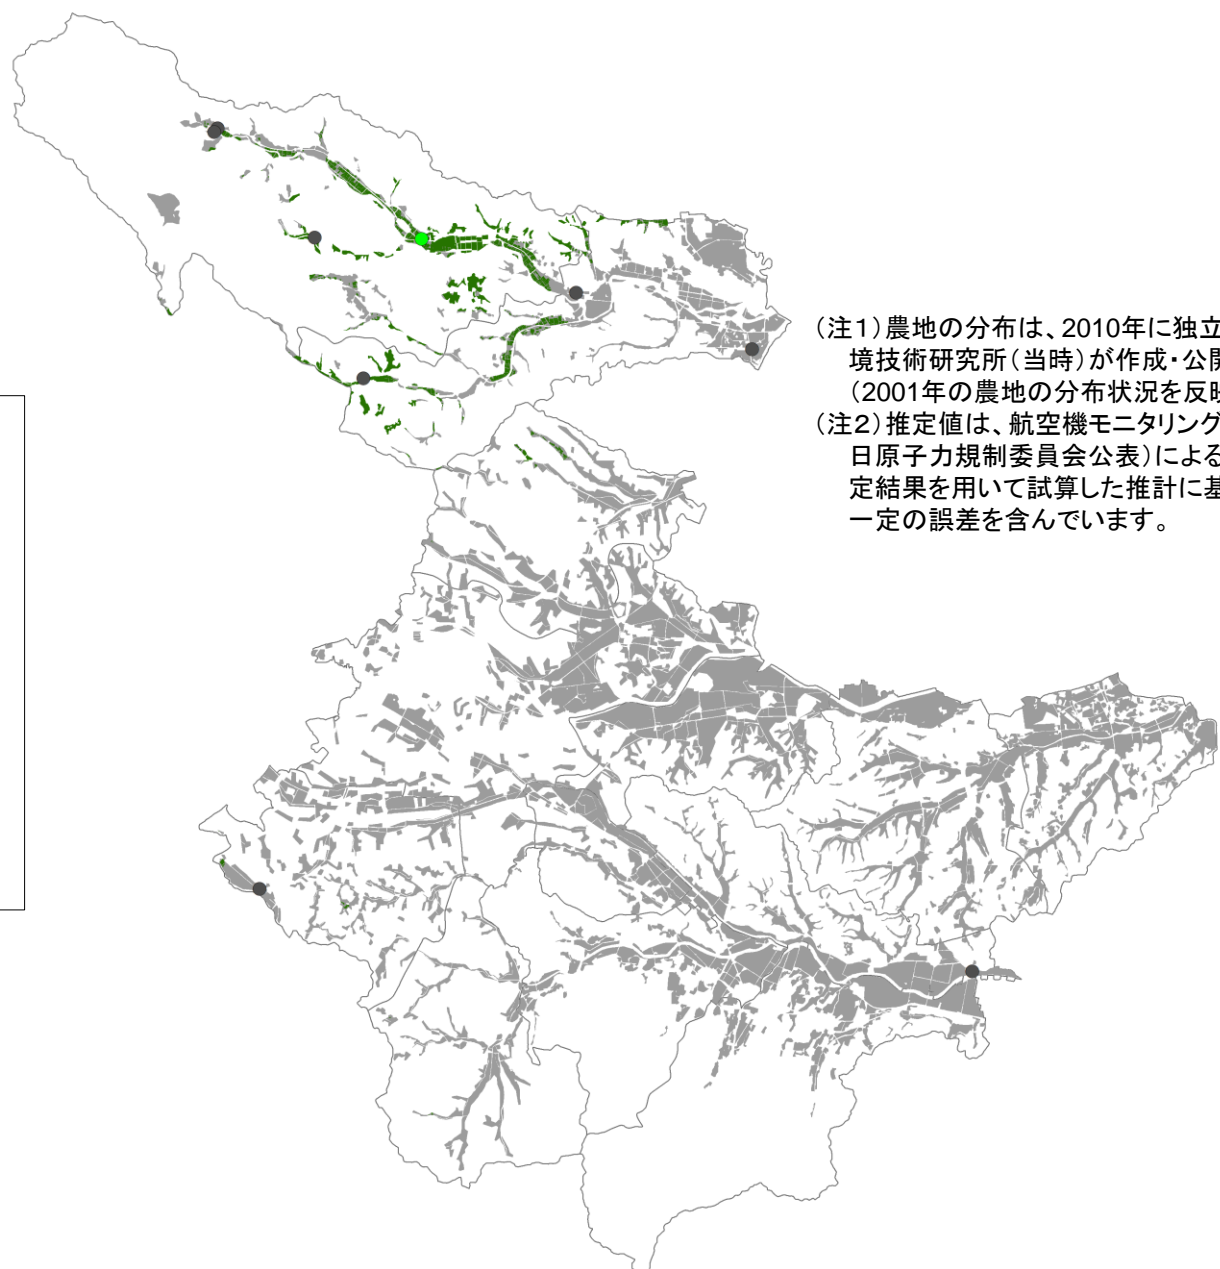 （注１）農地の分布は、2010年に独立
境技術研究所（当時）が作成・公開
（2001年の農地の分布状況を反映
（注２）推定値は、航空機モニタリング
日原子力規制委員会公表）による
定結果を用いて試算した推計に基
一定の誤差を含んでいます。